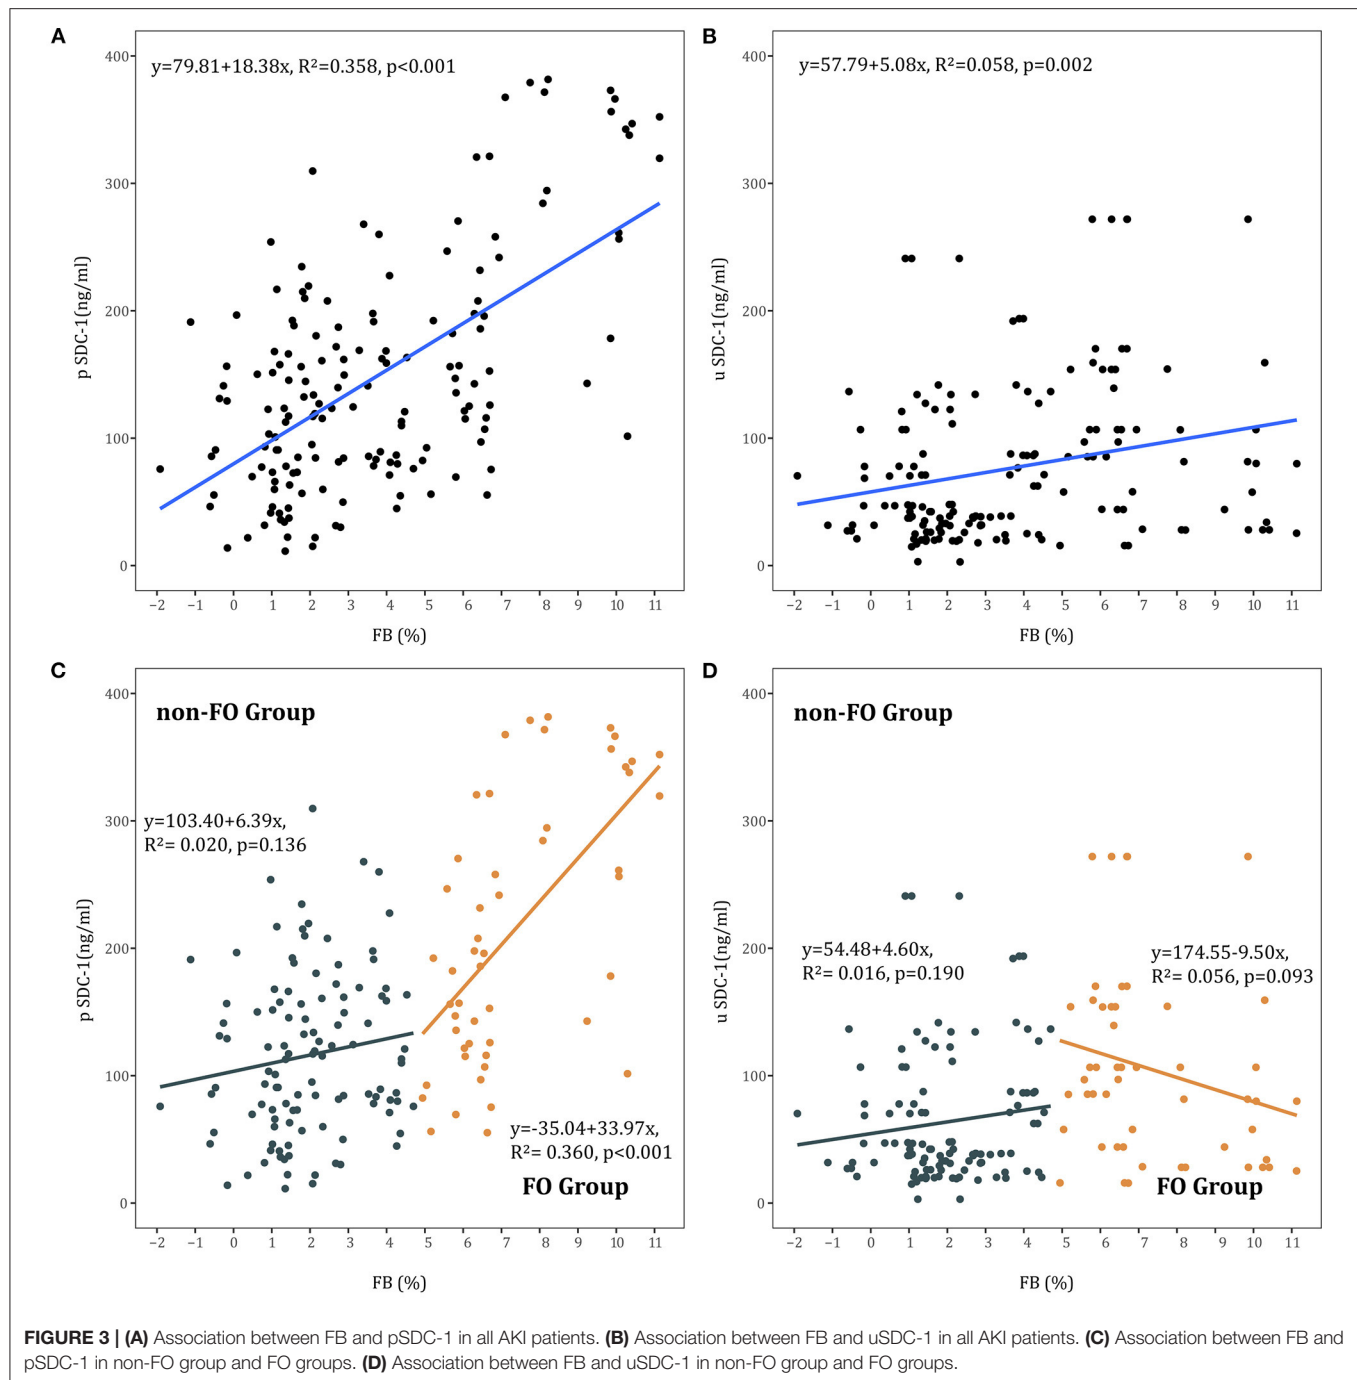 A
y=79.81+18.38x, R²=0.358, p<0.001
400
300
200
100
0
p SDC-1(ng/ml)
−2 −1 0 1 2 3 4 5 6 7 8 9 10 11
FB (%)
B
y=57.79+5.08x, R²=0.058, p=0.002
400
300
200
100
0
u SDC-1(ng/ml)
−2 −1 0 1 2 3 4 5 6 7 8 9 10 11
FB (%)
C
non-FO Group
y=103.40+6.39x,
R²= 0.020, p=0.136
y=-35.04+33.97x,
R²= 0.360, p<0.001
FO Group
400
300
200
100
0
p SDC-1(ng/ml)
−2 −1 0 1 2 3 4 5 6 7 8 9 10 11
FB (%)
D
non-FO Group
y=54.48+4.60x,
R²= 0.016, p=0.190
y=174.55-9.50x,
R²= 0.056, p=0.093
FO Group
400
300
200
100
0
u SDC-1(ng/ml)
−2 −1 0 1 2 3 4 5 6 7 8 9 10 11
FB (%)
FIGURE 3 | (A) Association between FB and pSDC-1 in all AKI patients. (B) Association between FB and uSDC-1 in all AKI patients. (C) Association between FB and
pSDC-1 in non-FO group and FO groups. (D) Association between FB and uSDC-1 in non-FO group and FO groups.